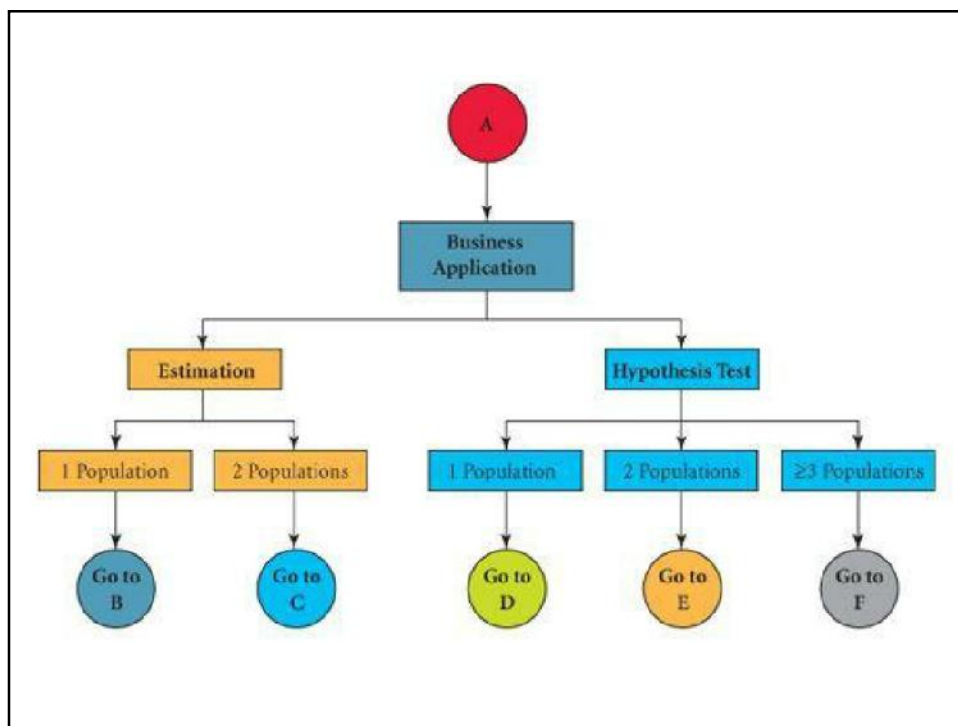 A
Business
Application
Estimation
Hypothesis Test
1 Population
2 Populations
1 Population
2 Populations
≥3 Populations
Go to
B
Go to
C
Go to
D
Go to
E
Go to
F